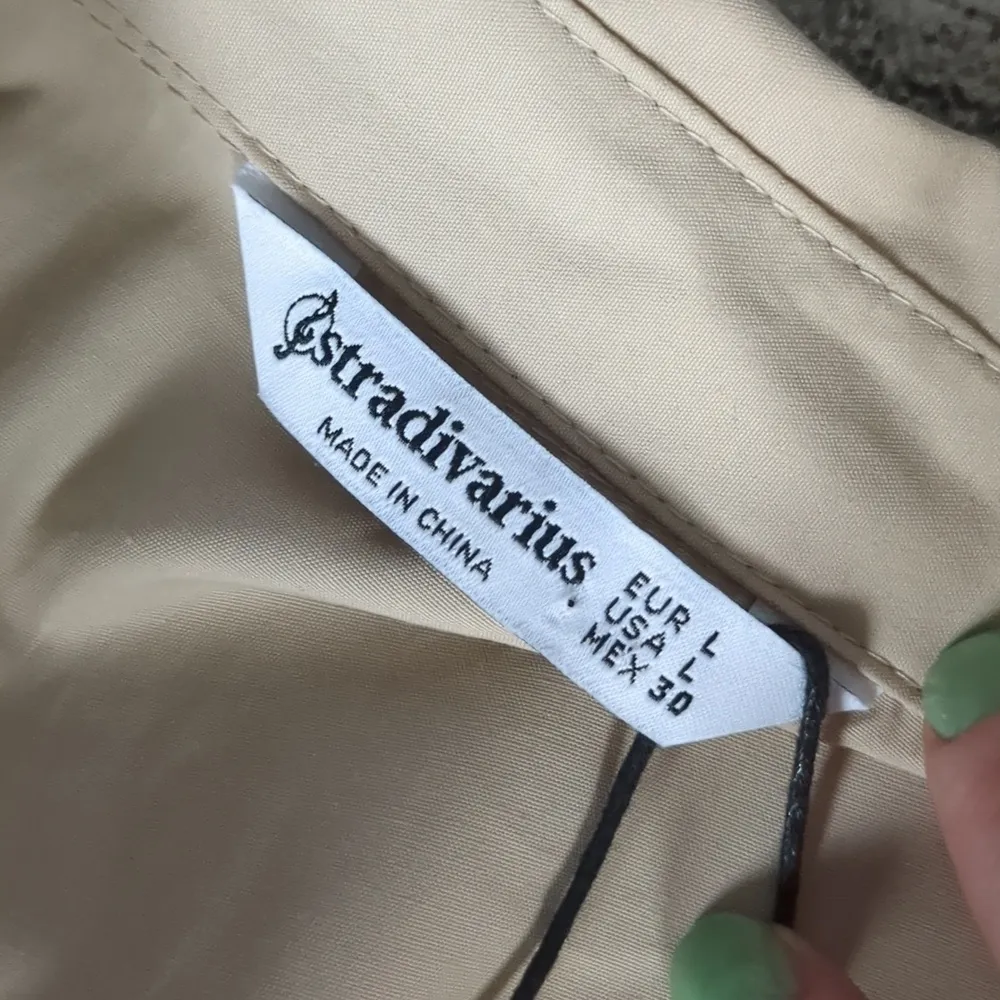 stradivarius
MADE IN CHINA
EUR L
USA L
MEX 30